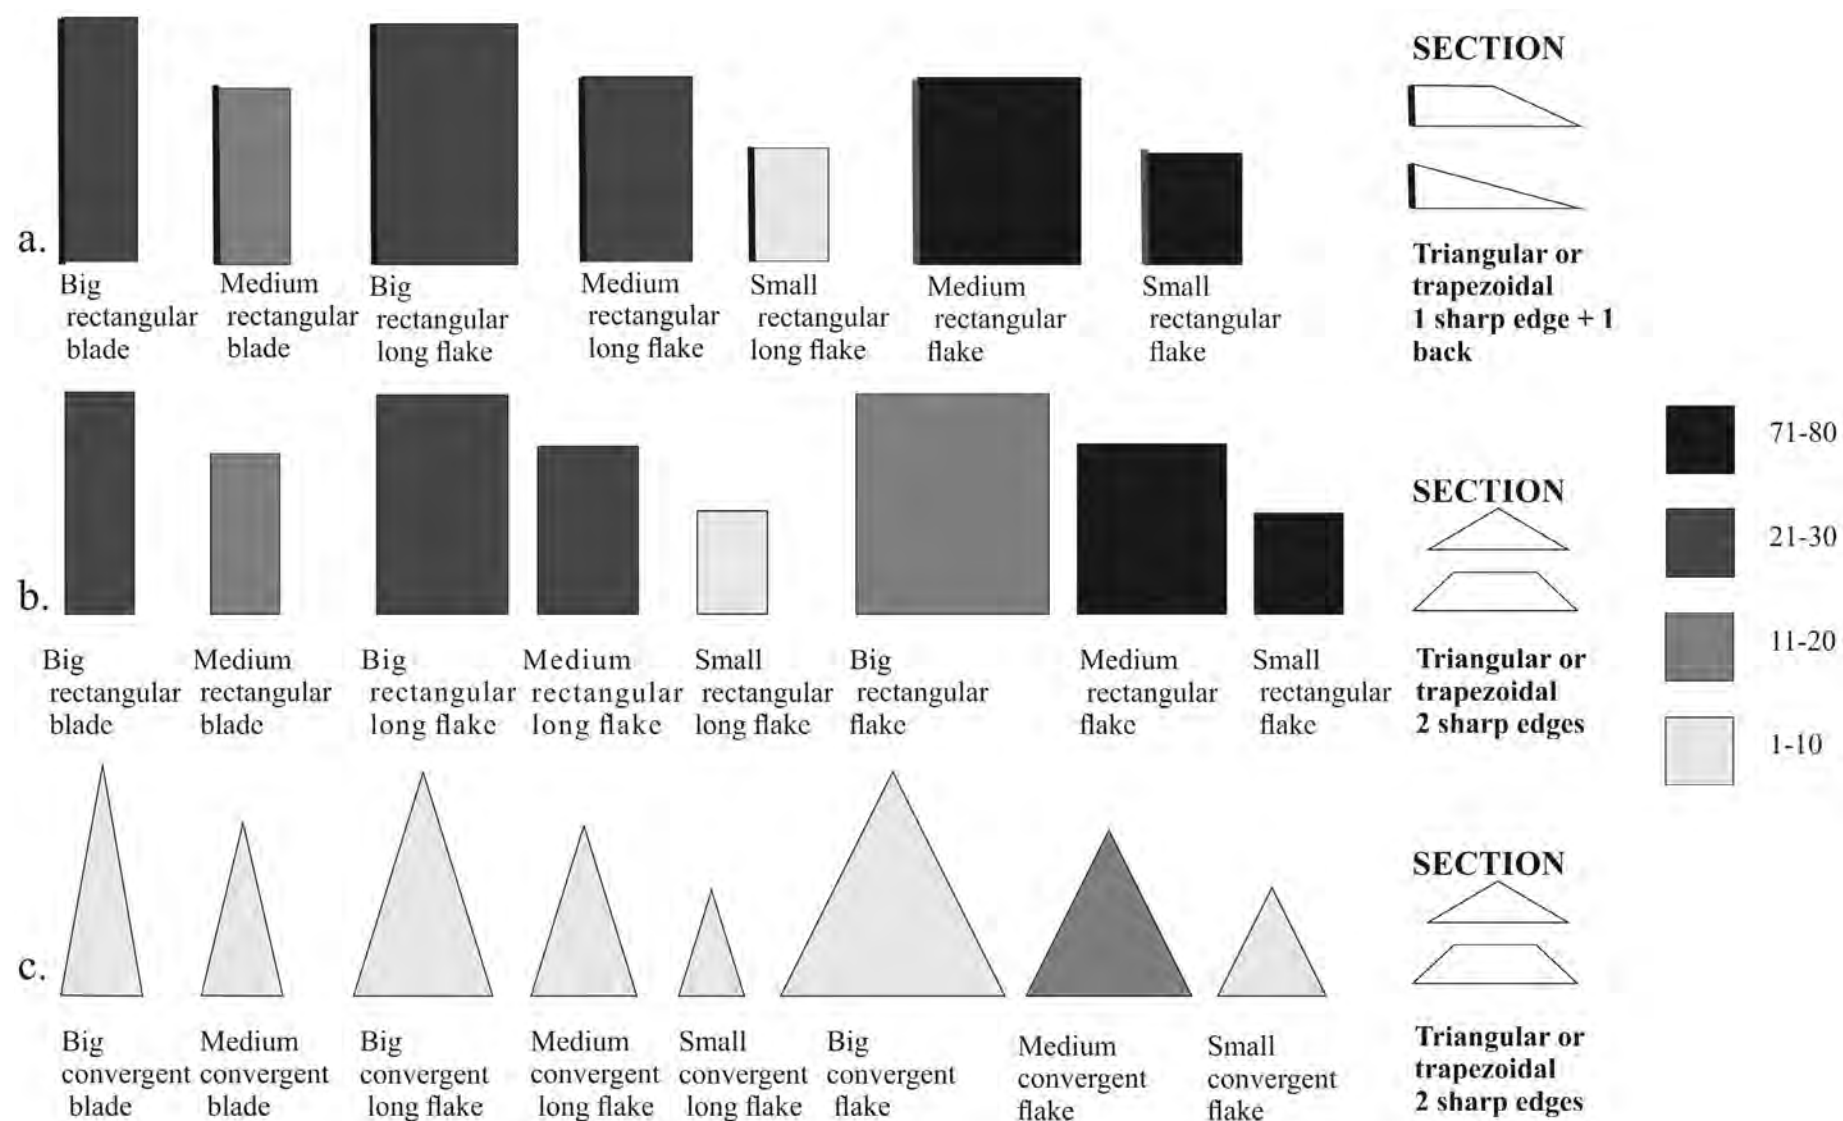 SECTION
a.
Big
rectangular
blade
Medium
rectangular
blade
Big
rectangular
long flake
Medium
rectangular
long flake
Small
rectangular
long flake
Medium
rectangular
flake
Small
rectangular
flake
Triangular or
trapezoidal
1 sharp edge + 1
back
71-80
21-30
11-20
1-10
SECTION
b.
Big
rectangular
blade
Medium
rectangular
blade
Big
rectangular
long flake
Medium
rectangular
long flake
Small
rectangular
long flake
Big
rectangular
flake
Medium
rectangular
flake
Small
rectangular
flake
Triangular or
trapezoidal
2 sharp edges
SECTION
c.
Big
convergent
blade
Medium
convergent
blade
Big
convergent
long flake
Medium
convergent
long flake
Small
convergent
long flake
Big
convergent
flake
Medium
convergent
flake
Small
convergent
flake
Triangular or
trapezoidal
2 sharp edges